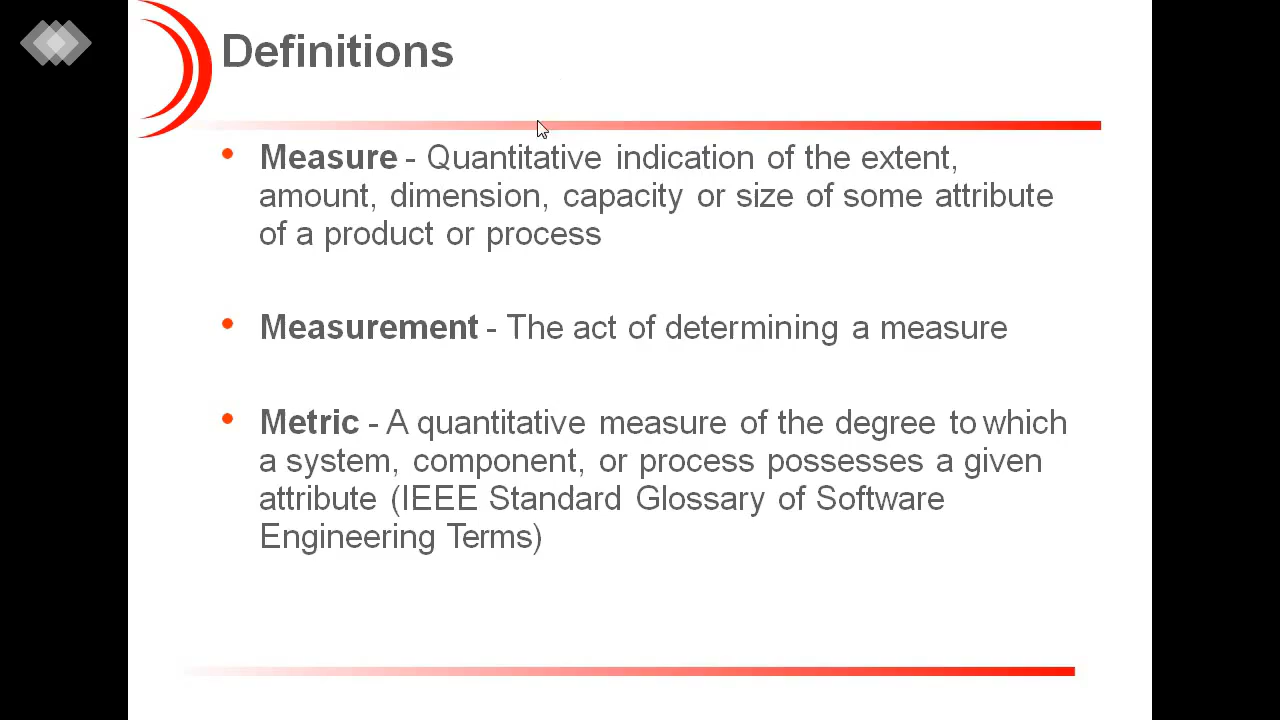 Definitions
• Measure - Quantitative indication of the extent,
amount, dimension, capacity or size of some attribute
of a product or process
• Measurement - The act of determining a measure
• Metric - A quantitative measure of the degree to which
a system, component, or process possesses a given
attribute (IEEE Standard Glossary of Software
Engineering Terms)